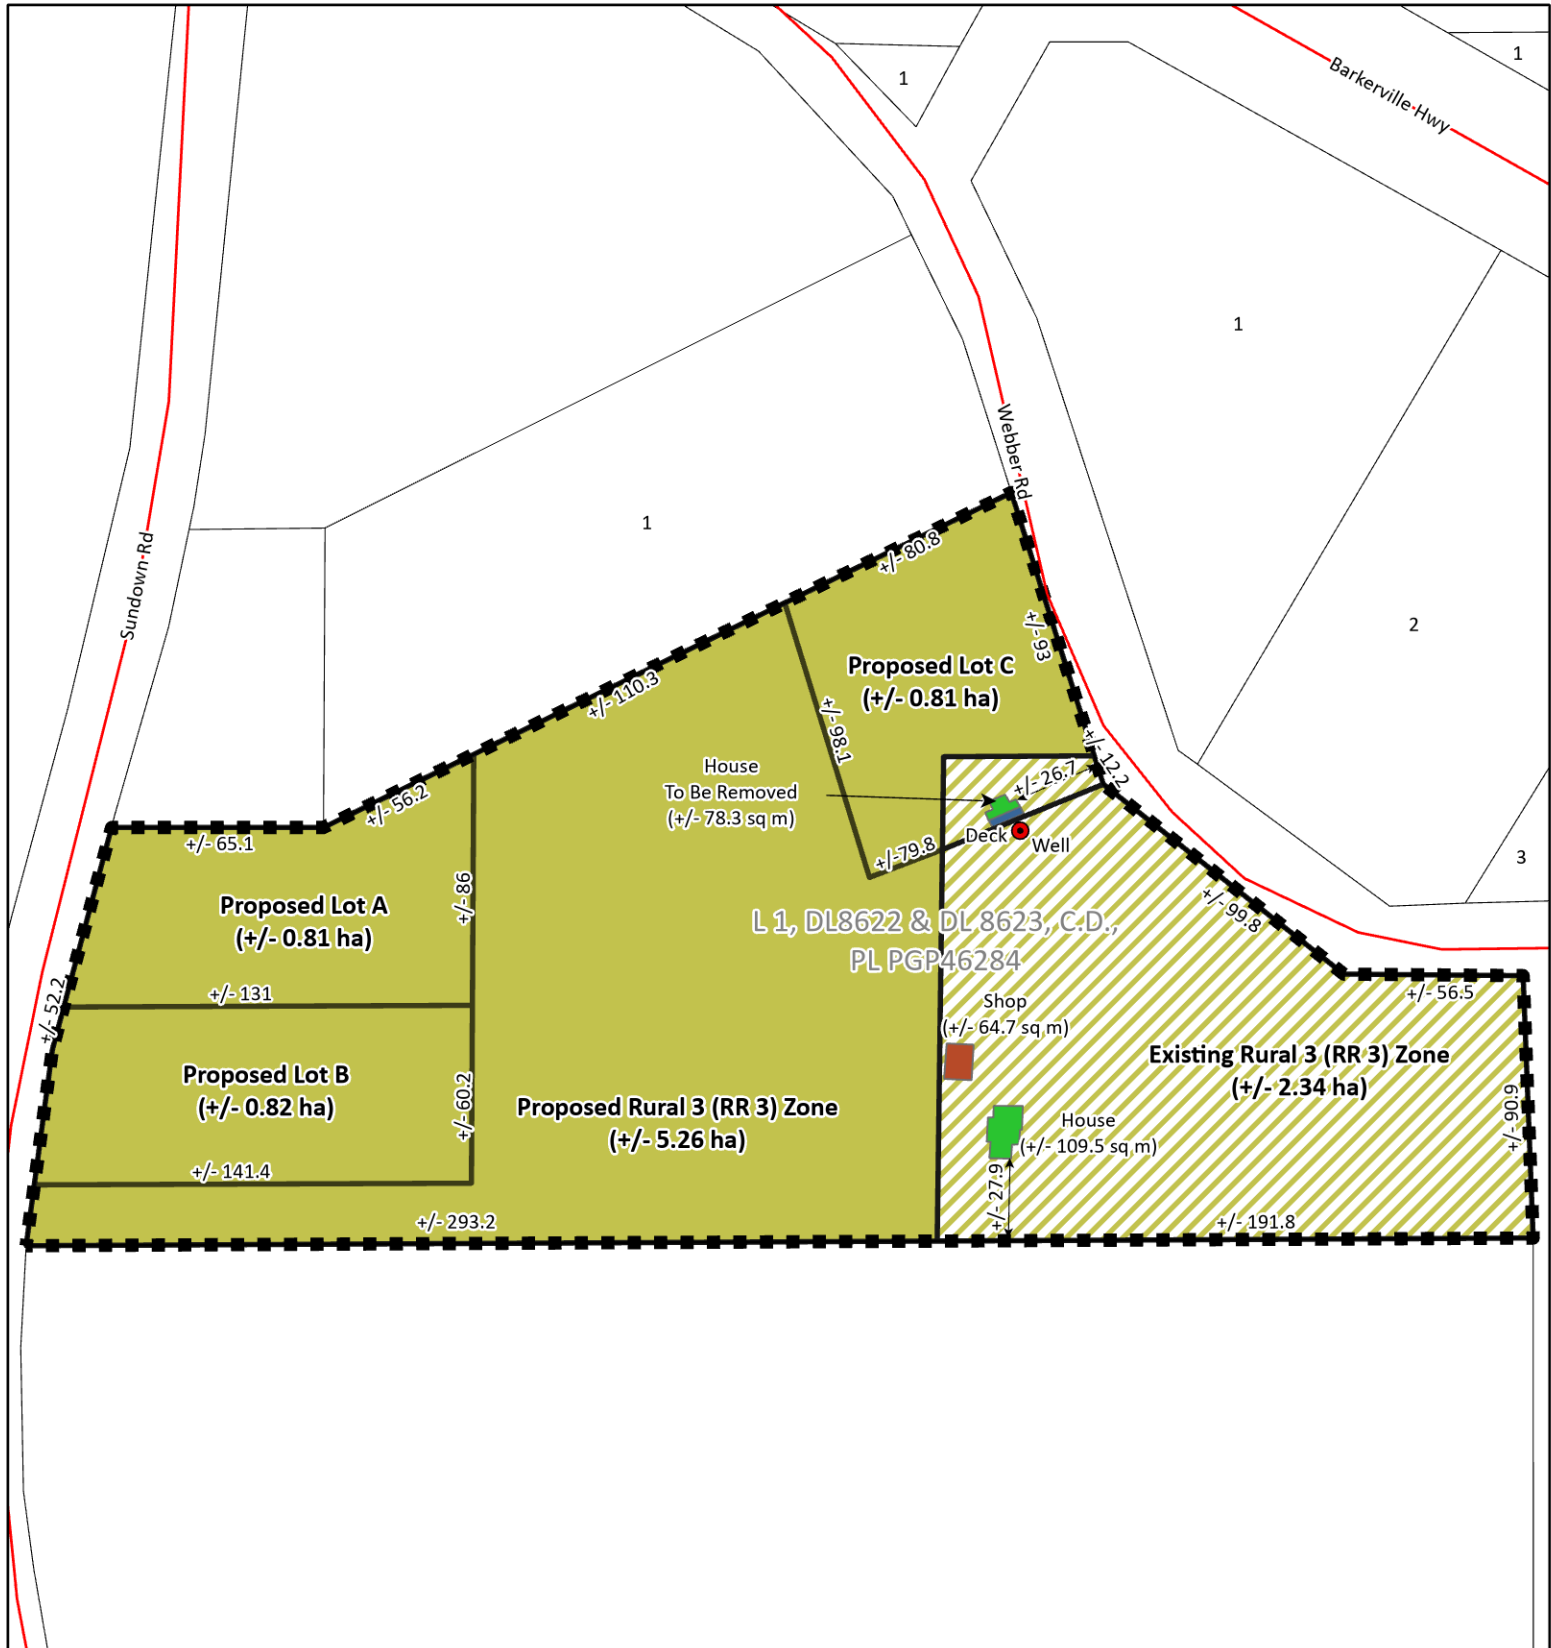 1
1
Barkerville Hwy
1
Webber Rd
1
Sundown Rd
2
+/- 80.8
+/- 93
Proposed Lot C
(+/- 0.81 ha)
+/- 110.3
+/- 98.1
+/- 12.2
House
To Be Removed
(+/- 78.3 sq m)
+/- 26.7
+/- 56.2
Deck
Well
+/- 65.1
+/-79.8
3
+/- 86
Proposed Lot A
(+/- 0.81 ha)
+/- 99.8
L 1, DL8622 & DL 8623, C.D.,
PL PGP46284
+/- 131
+/- 52.2
Shop
(+/- 64.7 sq m)
+/- 56.5
Existing Rural 3 (RR 3) Zone
(+/- 2.34 ha)
Proposed Lot B
(+/- 0.82 ha)
+/- 60.2
Proposed Rural 3 (RR 3) Zone
(+/- 5.26 ha)
House
(+/- 109.5 sq m)
+/- 90.9
+/- 141.4
+/- 27.9
+/- 293.2
+/- 191.8